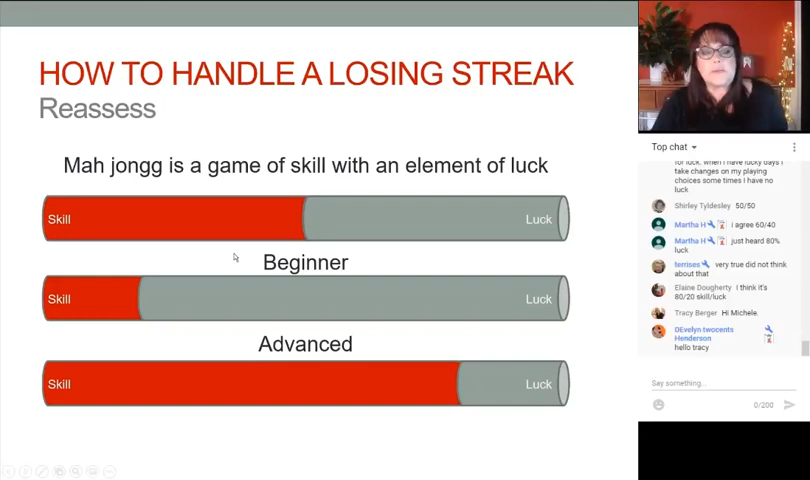 HOW TO HANDLE A LOSING STREAK
Reassess
Mah jongg is a game of skill with an element of luck
Skill
Luck
Beginner
Skill
Luck
Advanced
Skill
Luck
Top chat
for luck. when I have lucky days I
take changes on my playing
choices some times I have no
luck
Shirley Tyldesley 50/50
Martha H i agree 60/40
Martha H just heard 80%
luck
terrises very true did not think
about that
Elaine Dougherty I think it's
80/20 skill/luck
Tracy Berger Hi Michele.
DEvelyn twocents
Henderson
hello tracy
Say something...
0/200